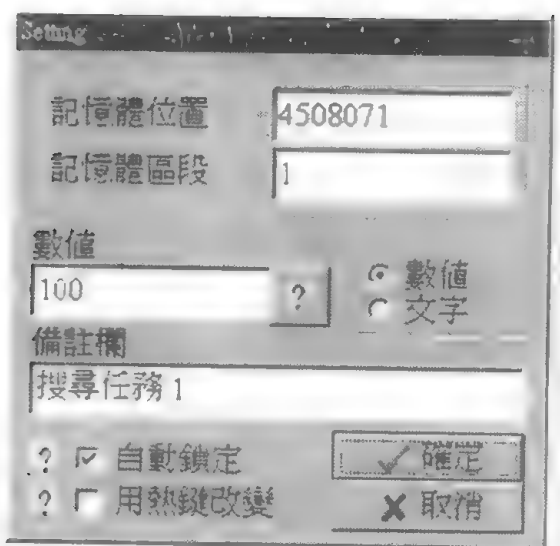 Setting
記憶體位置 4508071
記憶體區段 1
數值
100 ?
數值
文字
備註欄
搜尋任務 1
? 自動鎖定
確定
? 用熱鍵改變
取消